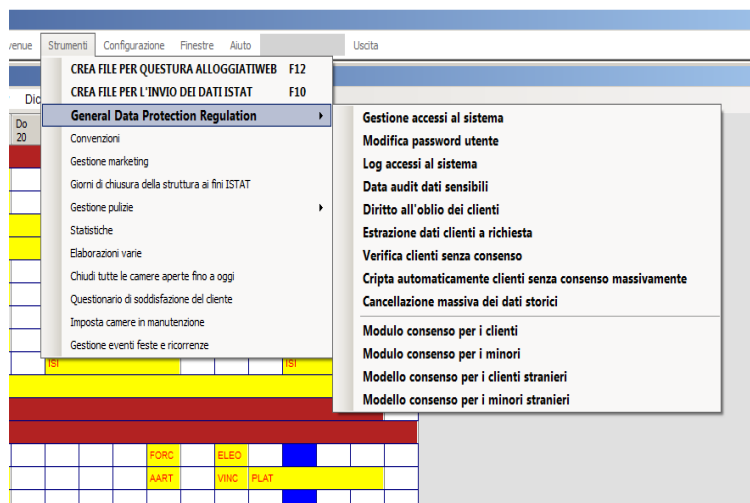 venue Strumenti Configurazione Finestre Aiuto Uscita
CREA FILE PER QUESTURA ALLOGGIATIWEB F12
CREA FILE PER L'INVIO DEI DATI ISTAT F10
General Data Protection Regulation
Convenzioni
Gestione marketing
Giorni di chiusura della struttura ai fini ISTAT
Gestione pulizie
Statistiche
Elaborazioni varie
Chiudi tutte le camere aperte fino a oggi
Questionario di soddisfazione del cliente
Imposta camere in manutenzione
Gestione eventi feste e ricorrenze
Gestione accessi al sistema
Modifica password utente
Log accessi al sistema
Data audit dati sensibili
Diritto all'oblio dei clienti
Estrazione dati clienti a richiesta
Verifica clienti senza consenso
Cripta automaticamente clienti senza consenso massivamente
Cancellazione massiva dei dati storici
Modulo consenso per i clienti
Modulo consenso per i minori
Modello consenso per i clienti stranieri
Modello consenso per i minori stranieri
Dic
Do
20
ISI ISI
FORC ELEO
AART VINC PLAT